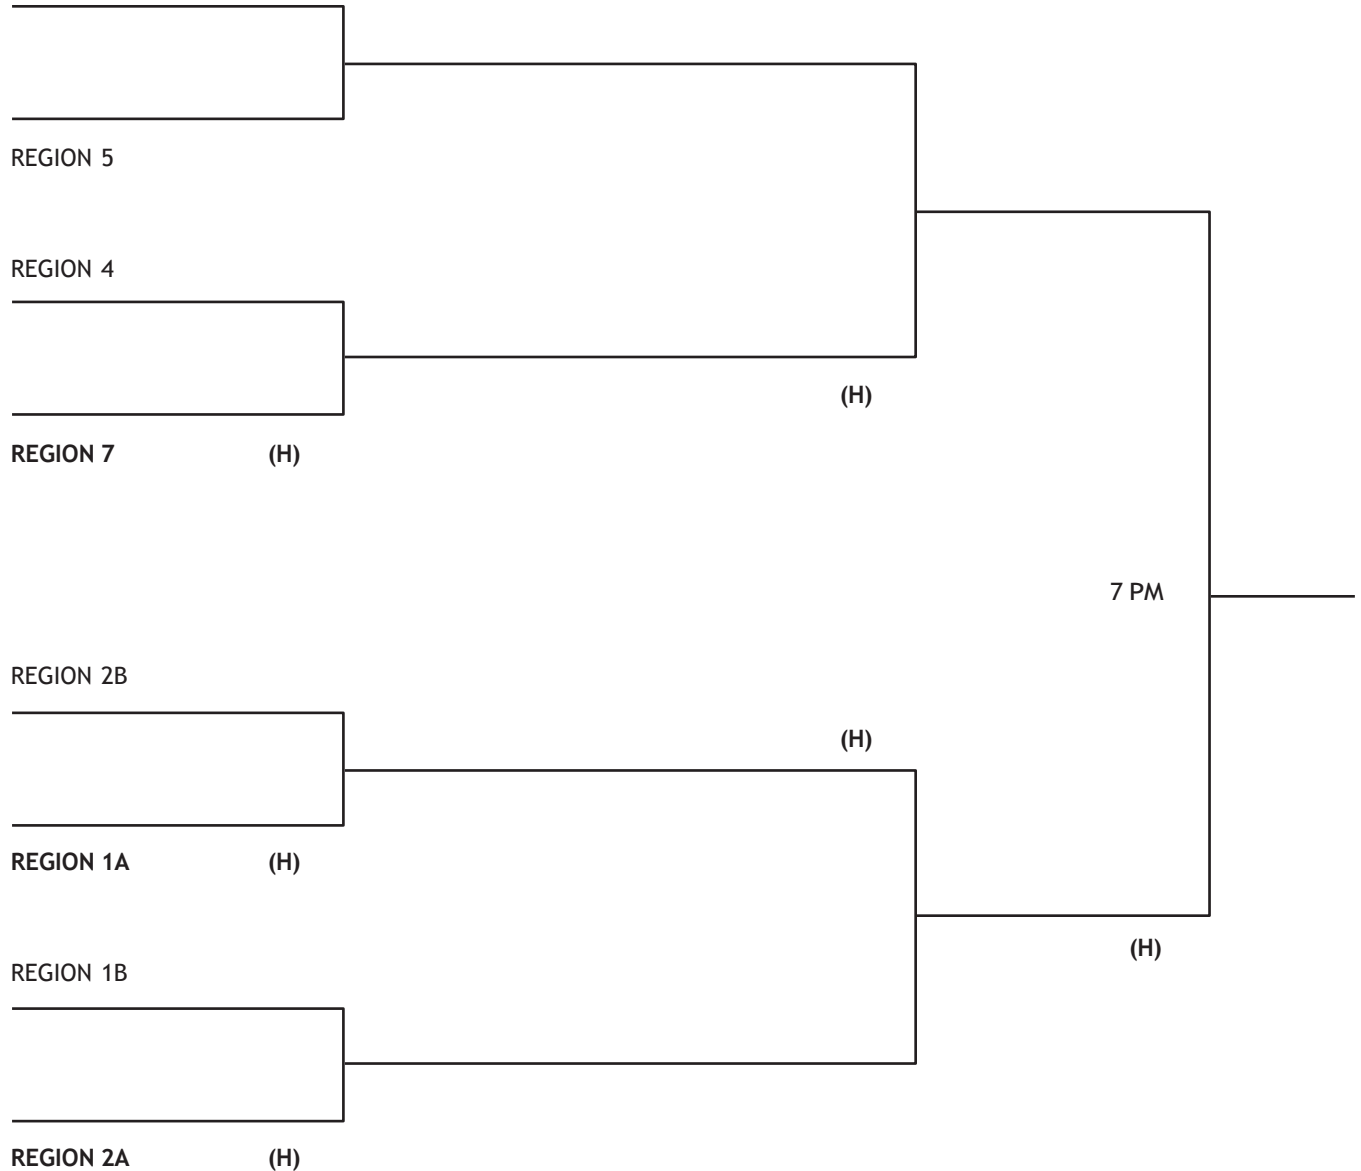 REGION 5
REGION 4
(H)
REGION 7 (H)
7 PM
REGION 2B
(H)
REGION 1A (H)
(H)
REGION 1B
REGION 2A (H)